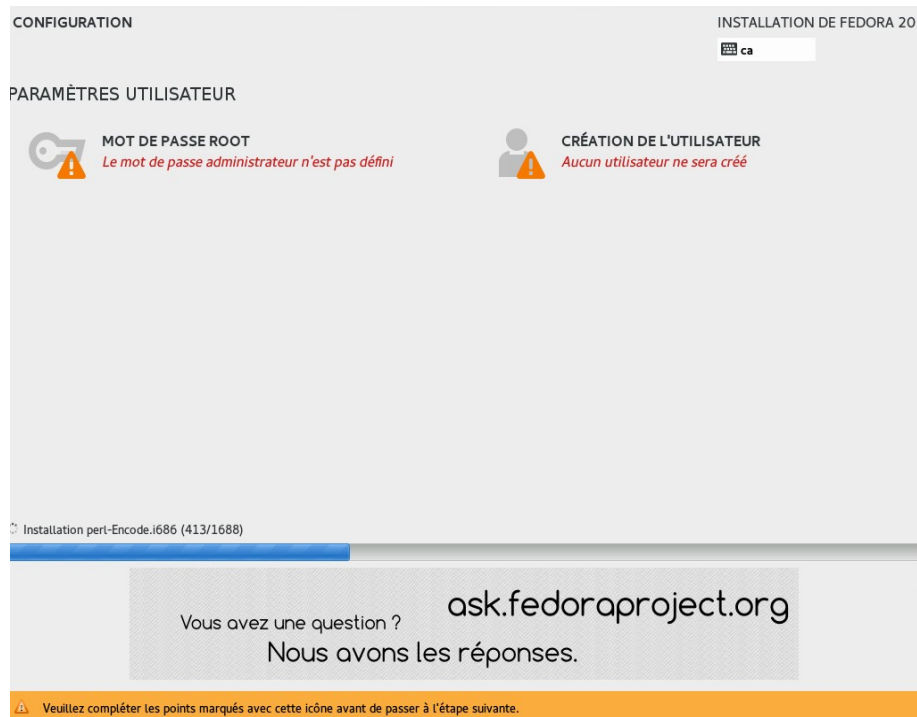 CONFIGURATION
INSTALLATION DE FEDORA 20
ca
PARAMÈTRES UTILISATEUR
MOT DE PASSE ROOT
Le mot de passe administrateur n'est pas défini
CRÉATION DE L'UTILISATEUR
Aucun utilisateur ne sera créé
Installation perl-Encode.i686 (413/1688)
ask.fedoraproject.org
Vous avez une question ?
Nous avons les réponses.
Veuillez compléter les points marqués avec cette icône avant de passer à l'étape suivante.